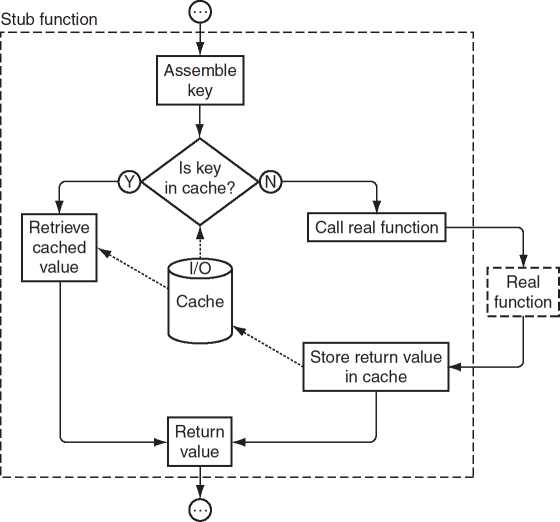 ...
Stub function
Assemble
key
Is key
in cache?
Y
N
Retrieve
cached
value
Call real function
I/O
Cache
Real
function
Store return value
in cache
Return
value
...